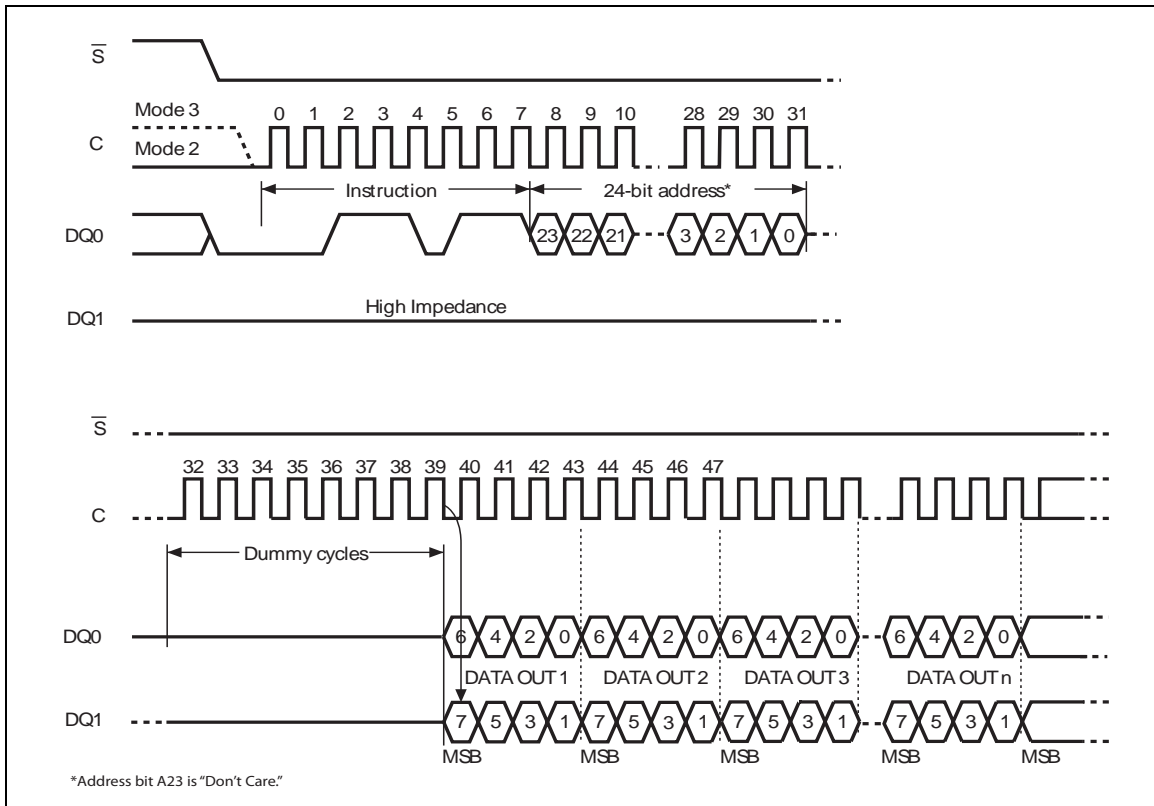 S
Mode 3
0 1 2 3 4 5 6 7 8 9 10 28 29 30 31
C
Mode 2
Instruction 24-bit address*
DQ0 23 22 21 3 2 1 0
High Impedance
DQ1
S
32 33 34 35 36 37 38 39 40 41 42 43 44 45 46 47
C
Dummy cycles
DQ0 6 4 2 0 6 4 2 0 6 4 2 0 6 4 2 0
DATA OUT 1 DATA OUT 2 DATA OUT 3 DATA OUT n
DQ1 7 5 3 1 7 5 3 1 7 5 3 1 7 5 3 1
MSB MSB MSB MSB MSB
*Address bit A23 is “Don’t Care.”